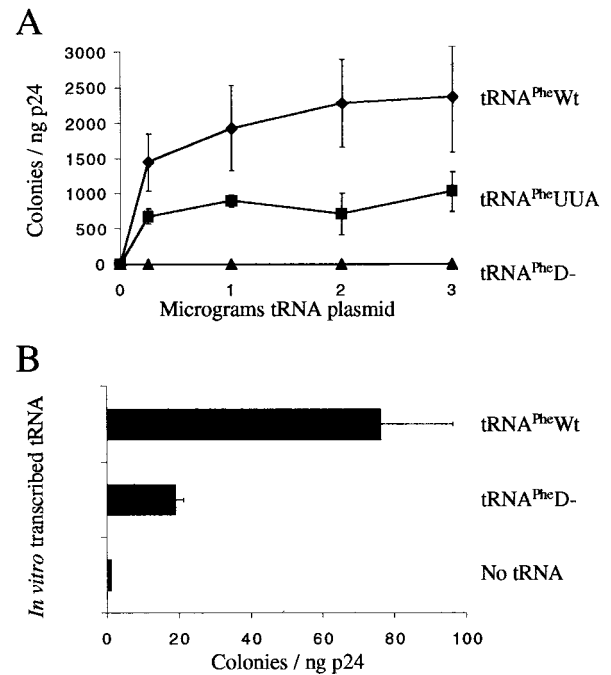 A
Colonies / ng p24
3000
2500
2000
1500
1000
500
0
0 1 2 3
Micrograms tRNA plasmid
tRNAPheWt
tRNAPheUUA
tRNAPheD-
B
In vitro transcribed tRNA
tRNAPheWt
tRNAPheD-
No tRNA
0 20 40 60 80 100
Colonies / ng p24